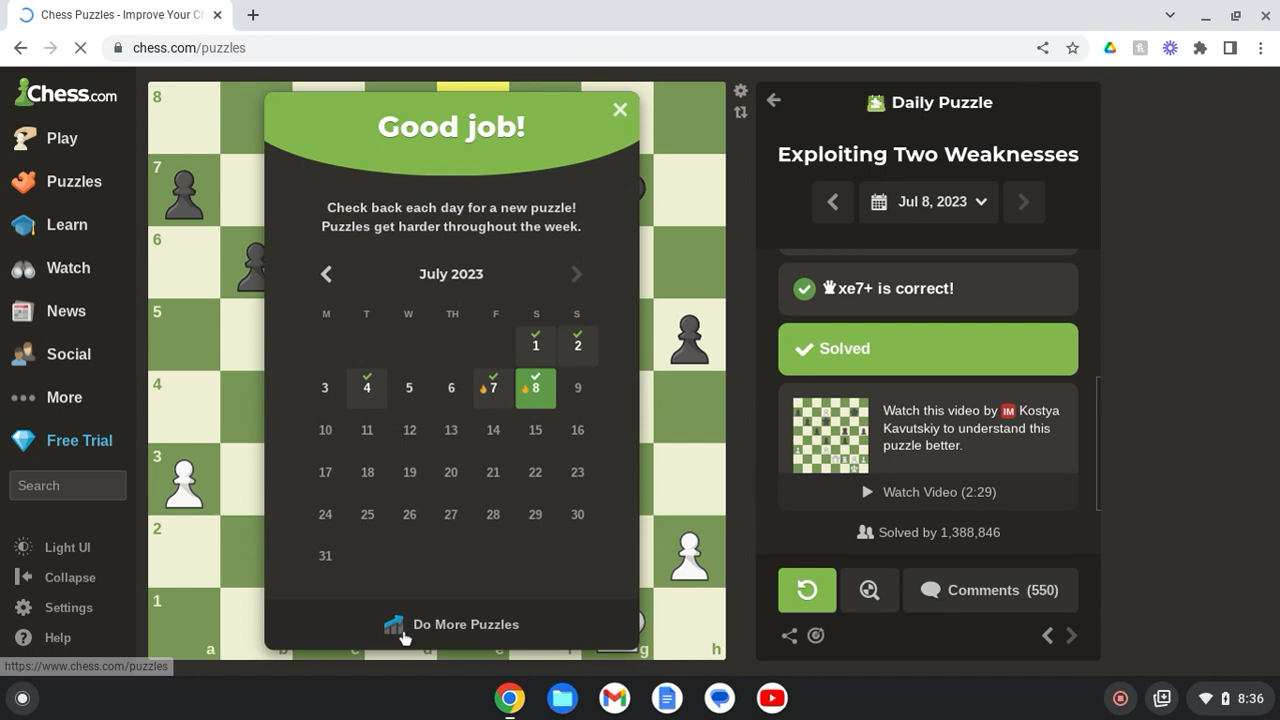 Chess Puzzles - Improve Your Ch
chess.com/puzzles
Chess.com
Play
Puzzles
Learn
Watch
News
Social
More
Free Trial
Search
Light UI
Collapse
Settings
Help
https://www.chess.com/puzzles
8
7
6
5
4
3
2
1
a
b
c
d
e
f
g
h
Good job!
Check back each day for a new puzzle!
Puzzles get harder throughout the week.
July 2023
M T W TH F S S
1 2
3 4 5 6 7 8 9
10 11 12 13 14 15 16
17 18 19 20 21 22 23
24 25 26 27 28 29 30
31
Do More Puzzles
Daily Puzzle
Exploiting Two Weaknesses
Jul 8, 2023
♛xe7+ is correct!
Solved
Watch this video by IM Kostya
Kavutskiy to understand this
puzzle better.
Watch Video (2:29)
Solved by 1,388,846
Comments (550)
8:36